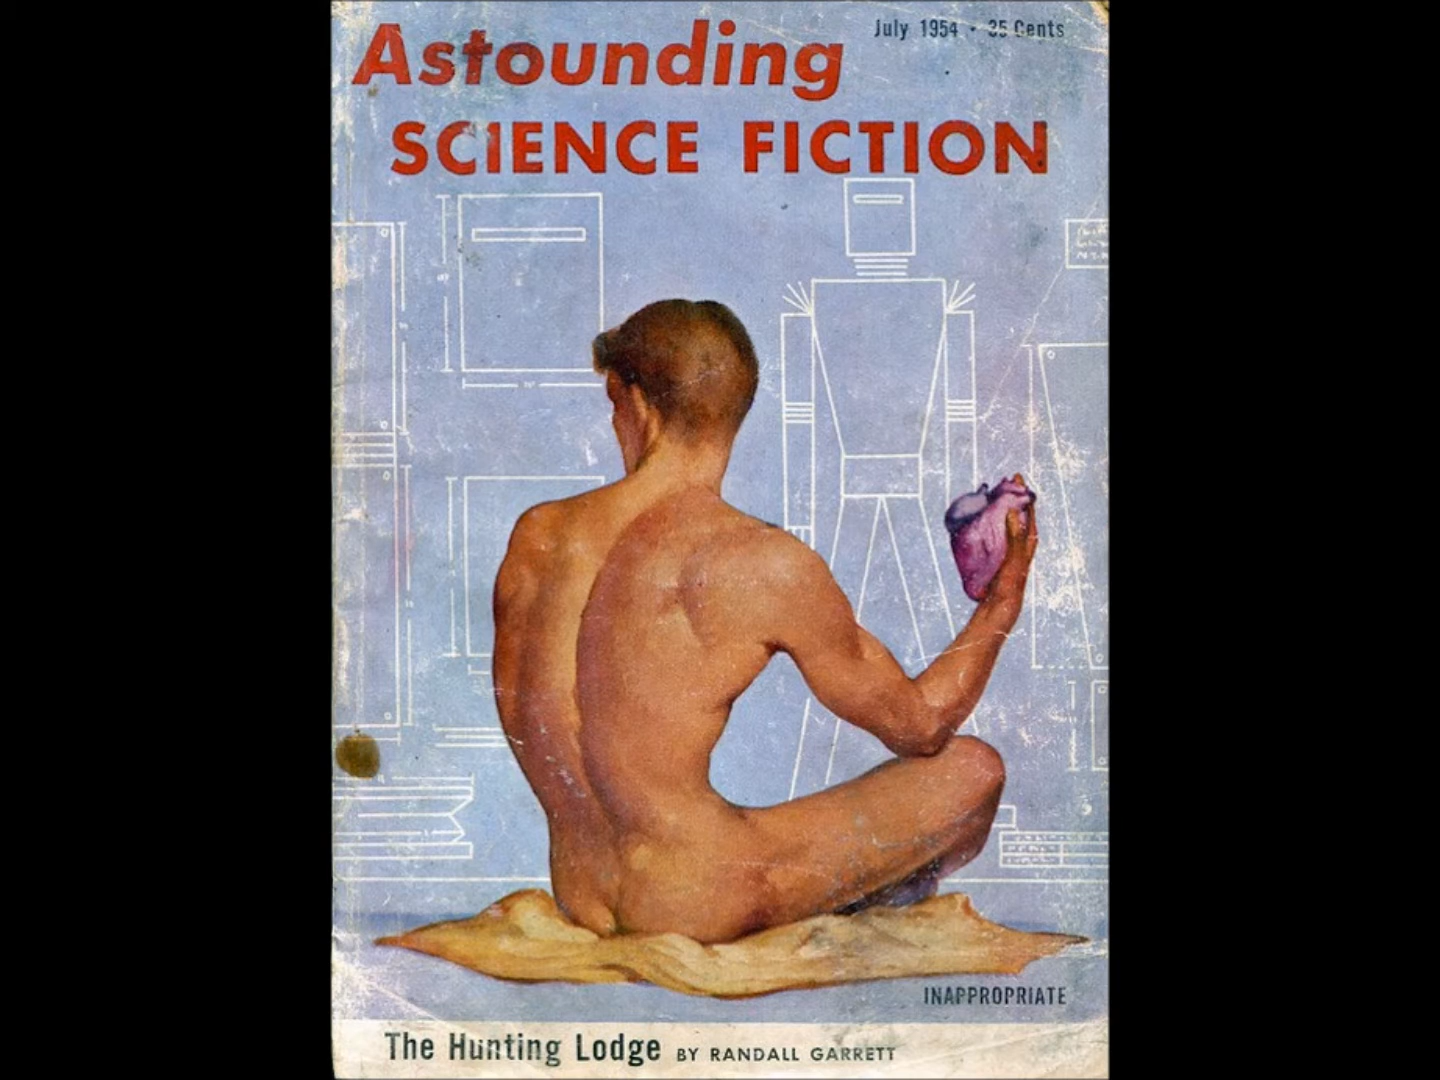 Astounding
July 1954 • 35 Cents
SCIENCE FICTION
INAPPROPRIATE
The Hunting Lodge BY RANDALL GARRETT